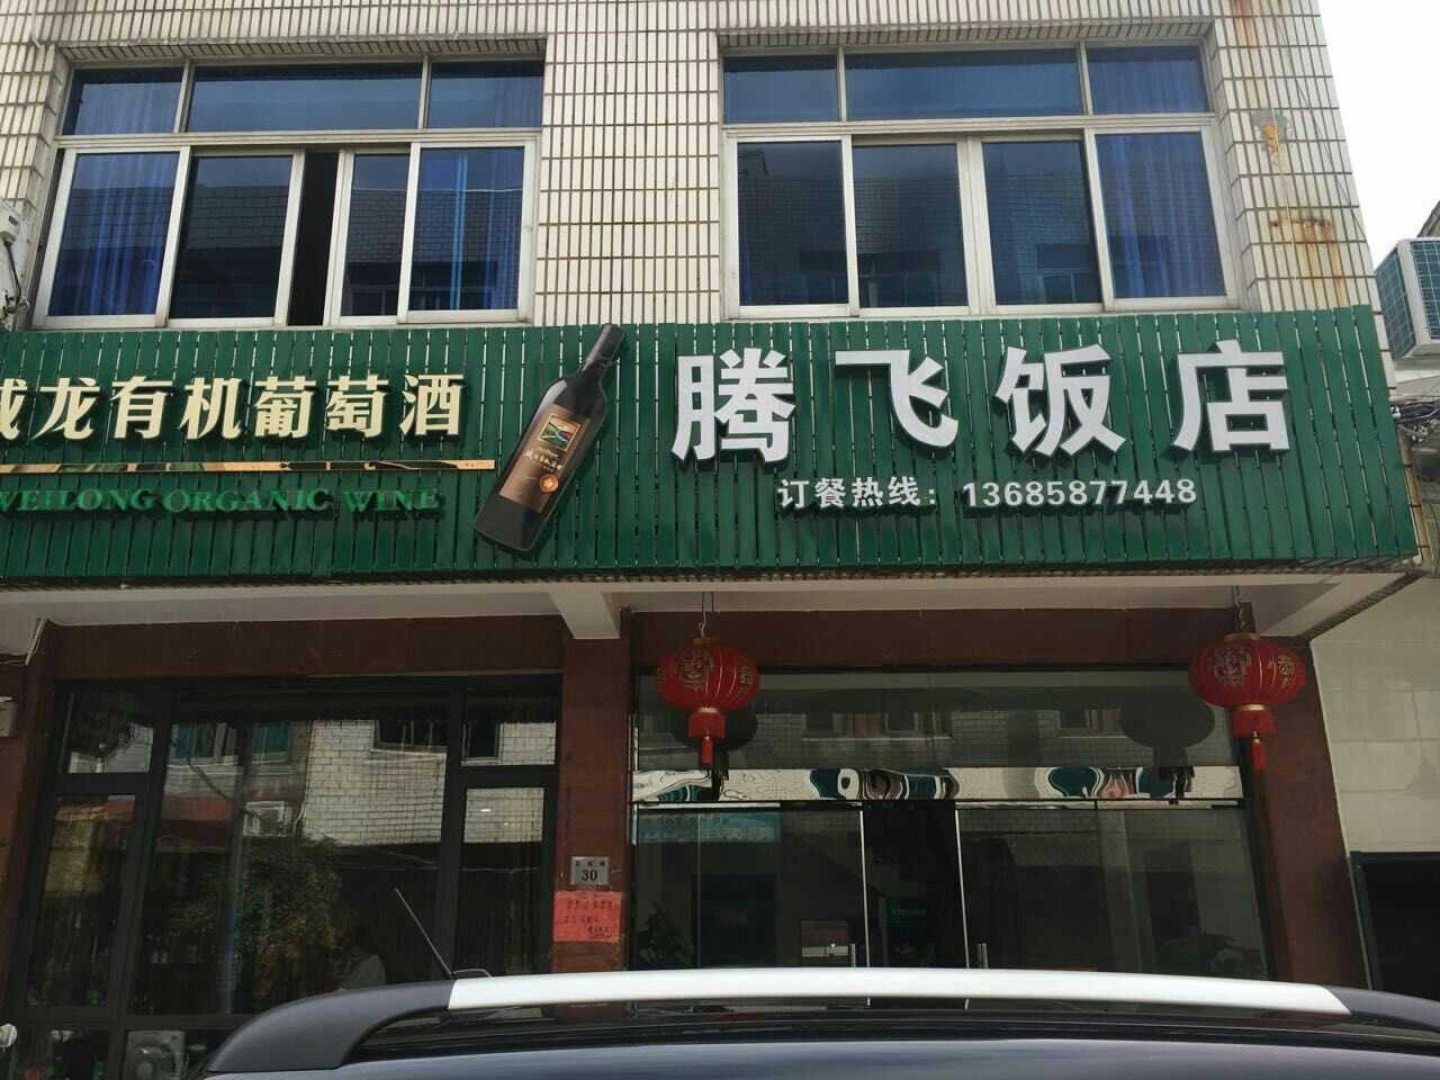 威龙有机葡萄酒
WEILONG ORGANIC WINE
腾飞饭店
订餐热线：13685877448
30